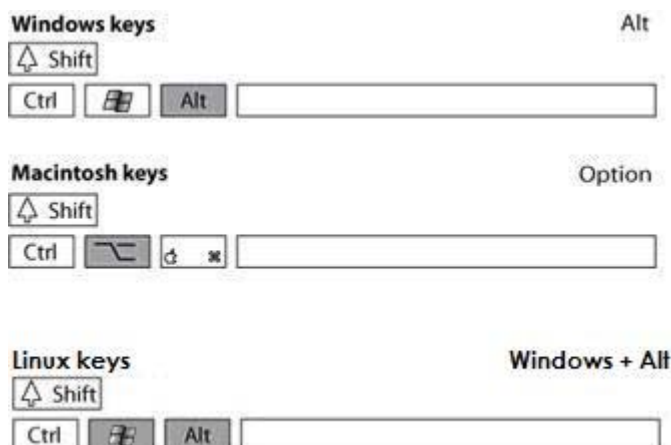 Windows keys Alt
Shift
Ctrl Alt
Macintosh keys Option
Shift
Ctrl ⌘
Linux keys Windows + Alt
Shift
Ctrl Alt